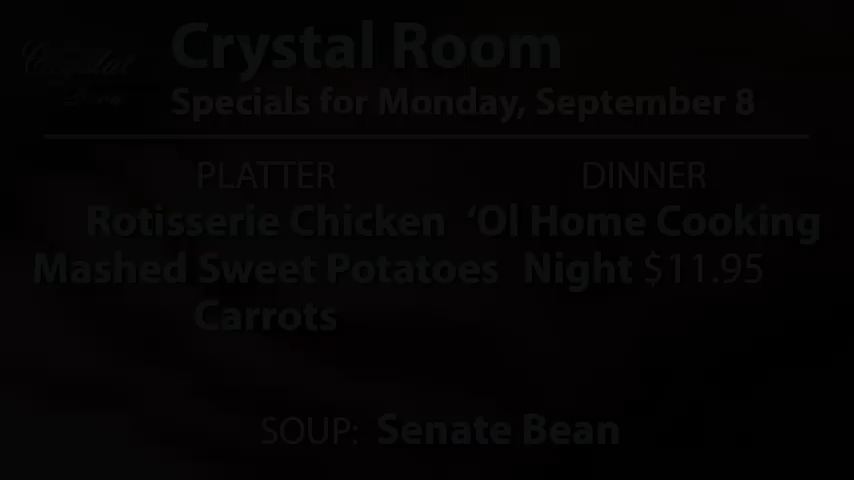 Crystal Room
Specials for Monday, September 8
PLATTER
Rotisserie Chicken
Mashed Sweet Potatoes
Carrots
DINNER
‘Ol Home Cooking
Night $11.95
SOUP: Senate Bean